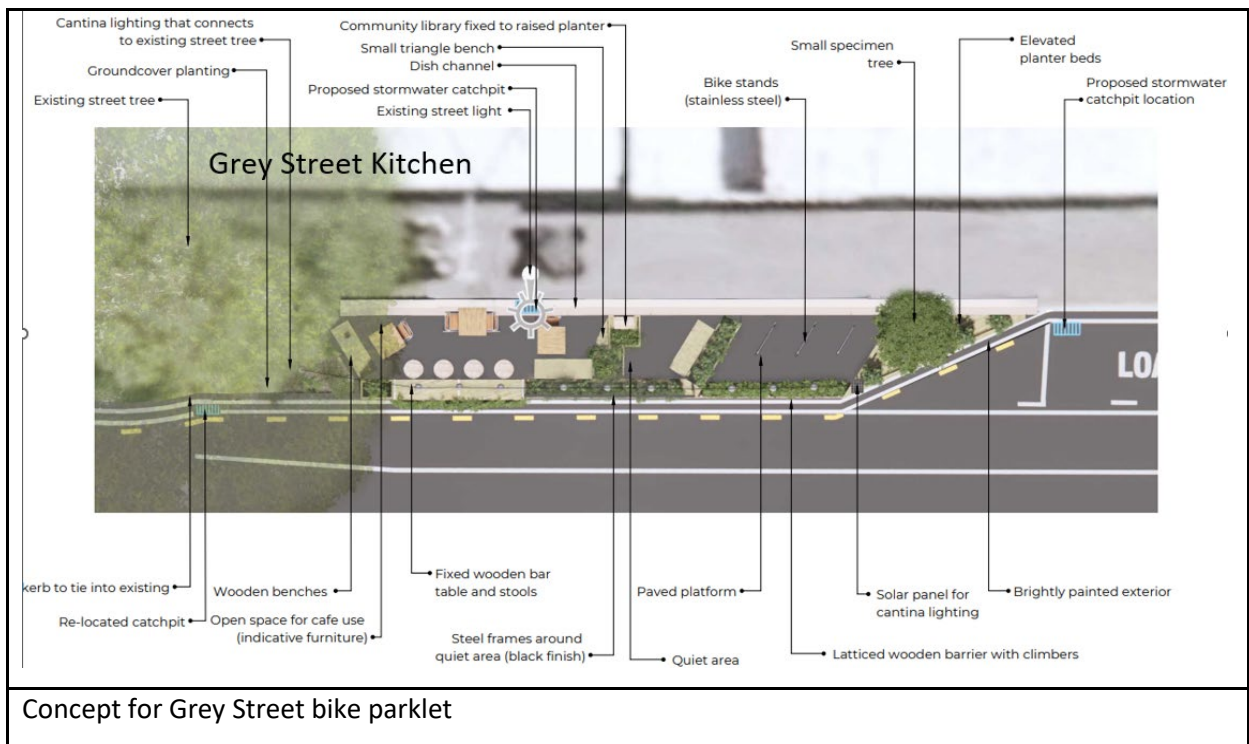 Cantina lighting that connects
to existing street tree
Groundcover planting
Existing street tree
Community library fixed to raised planter
Small triangle bench
Dish channel
Proposed stormwater catchpit
Existing street light
Small specimen
tree
Bike stands
(stainless steel)
Elevated
planter beds
Proposed stormwater
catchpit location
Grey Street Kitchen
LOA
kerb to tie into existing
Re-located catchpit
Wooden benches
Open space for cafe use
(indicative furniture)
Fixed wooden bar
table and stools
Steel frames around
quiet area (black finish)
Paved platform
Quiet area
Solar panel for
cantina lighting
Latticed wooden barrier with climbers
Brightly painted exterior
Concept for Grey Street bike parklet